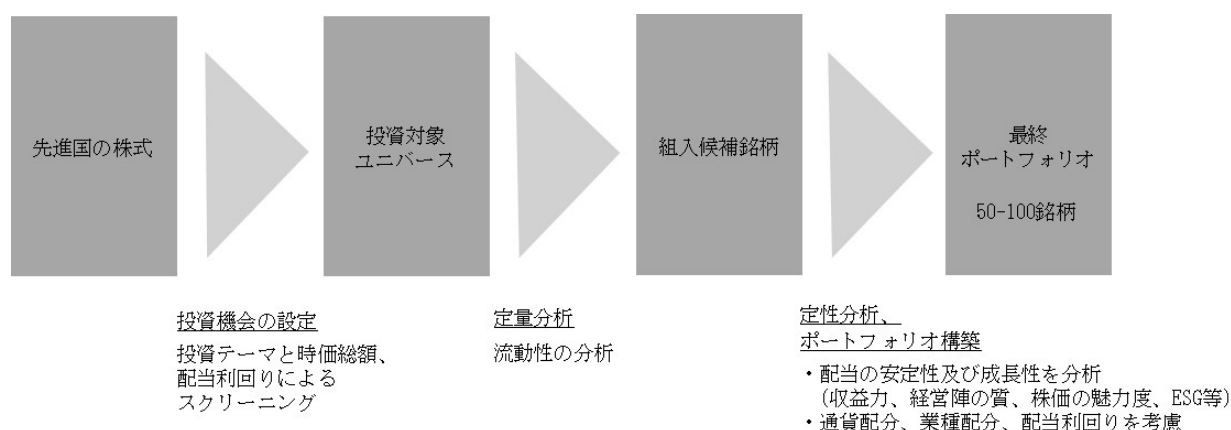 先進国の株式
投資対象
ユニバース
組入候補銘柄
最終
ポートフォリオ
50-100銘柄
投資機会の設定
投資テーマと時価総額、
配当利回りによる
スクリーニング
定量分析
流動性の分析
定性分析、
ポートフォリオ構築
・配当の安定性及び成長性を分析
(収益力、経営陣の質、株価の魅力度、ESG等)
・通貨配分、業種配分、配当利回りを考慮